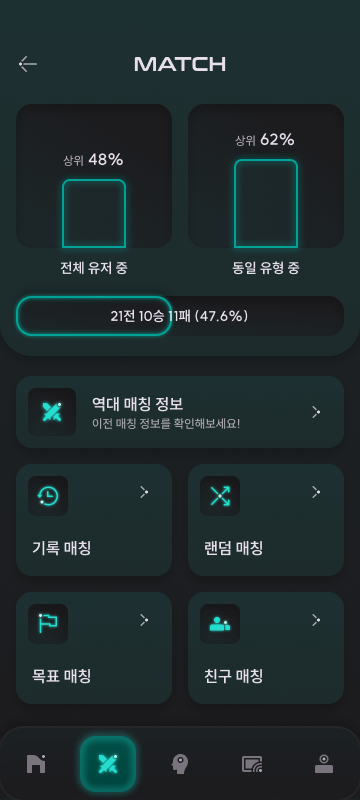 MATCH
상위 48%
상위 62%
전체 유저 중
동일 유형 중
21전 10승 11패 (47.6%)
역대 매칭 정보
이전 매칭 정보를 확인해보세요!
기록 매칭
랜덤 매칭
목표 매칭
친구 매칭